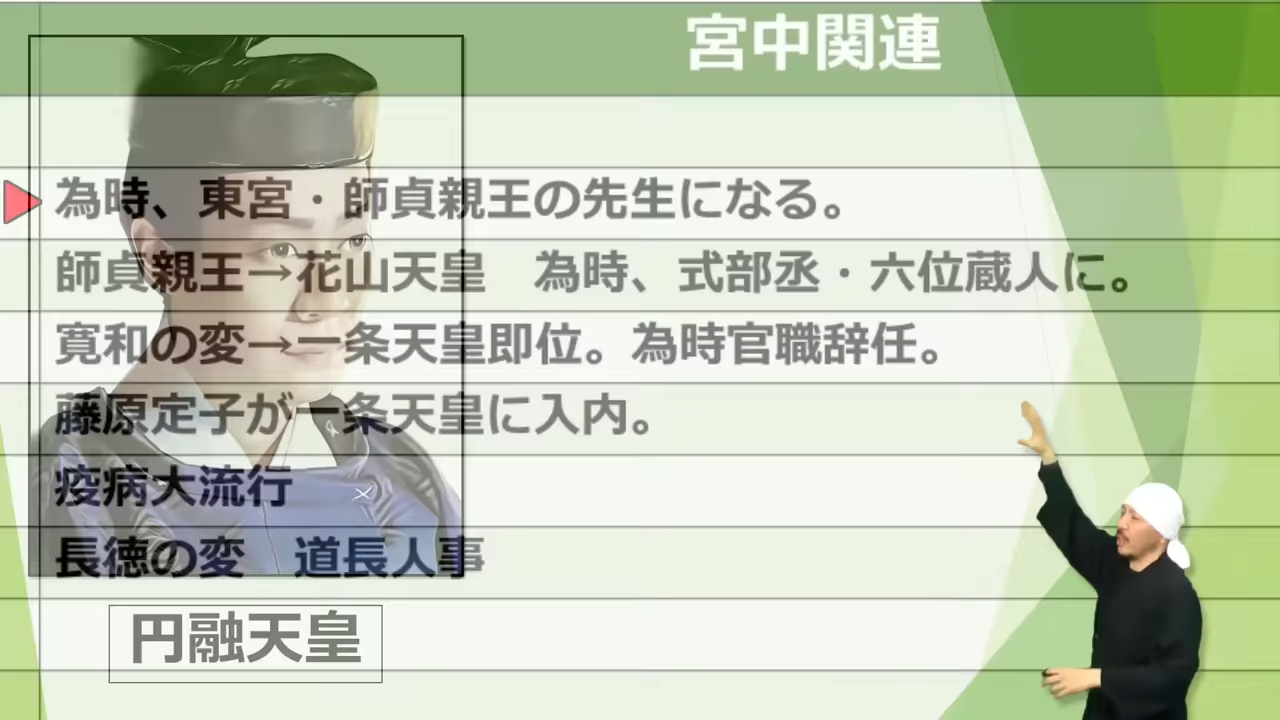 宮中関連
為時、東宮・師貞親王の先生になる。
師貞親王→花山天皇　為時、式部丞・六位蔵人に。
寛和の変→一条天皇即位。為時官職辞任。
藤原定子が一条天皇に入内。
疫病大流行
長徳の変　道長人事
円融天皇